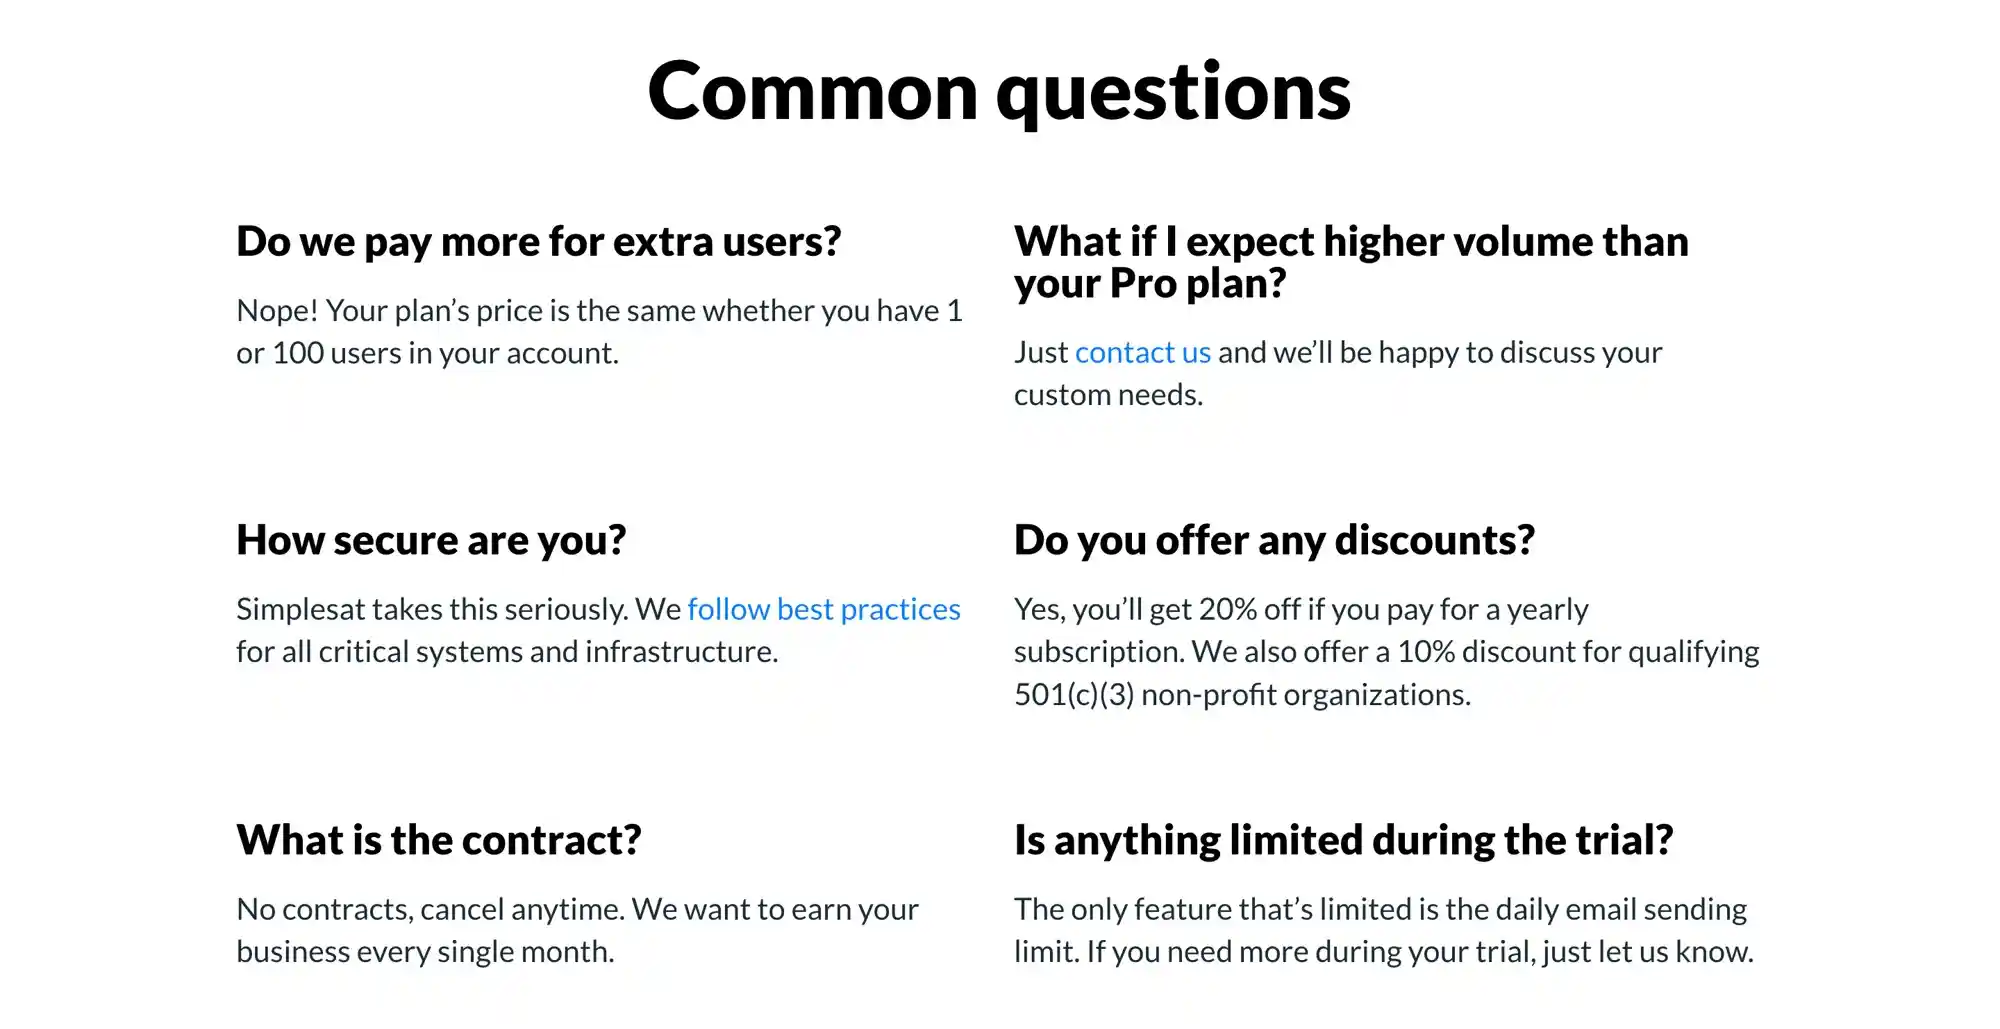 Common questions
Do we pay more for extra users?
Nope! Your plan’s price is the same whether you have 1
or 100 users in your account.
What if I expect higher volume than
your Pro plan?
Just contact us and we’ll be happy to discuss your
custom needs.
How secure are you?
Simplesat takes this seriously. We follow best practices
for all critical systems and infrastructure.
Do you offer any discounts?
Yes, you’ll get 20% off if you pay for a yearly
subscription. We also offer a 10% discount for qualifying
501(c)(3) non-profit organizations.
What is the contract?
No contracts, cancel anytime. We want to earn your
business every single month.
Is anything limited during the trial?
The only feature that’s limited is the daily email sending
limit. If you need more during your trial, just let us know.